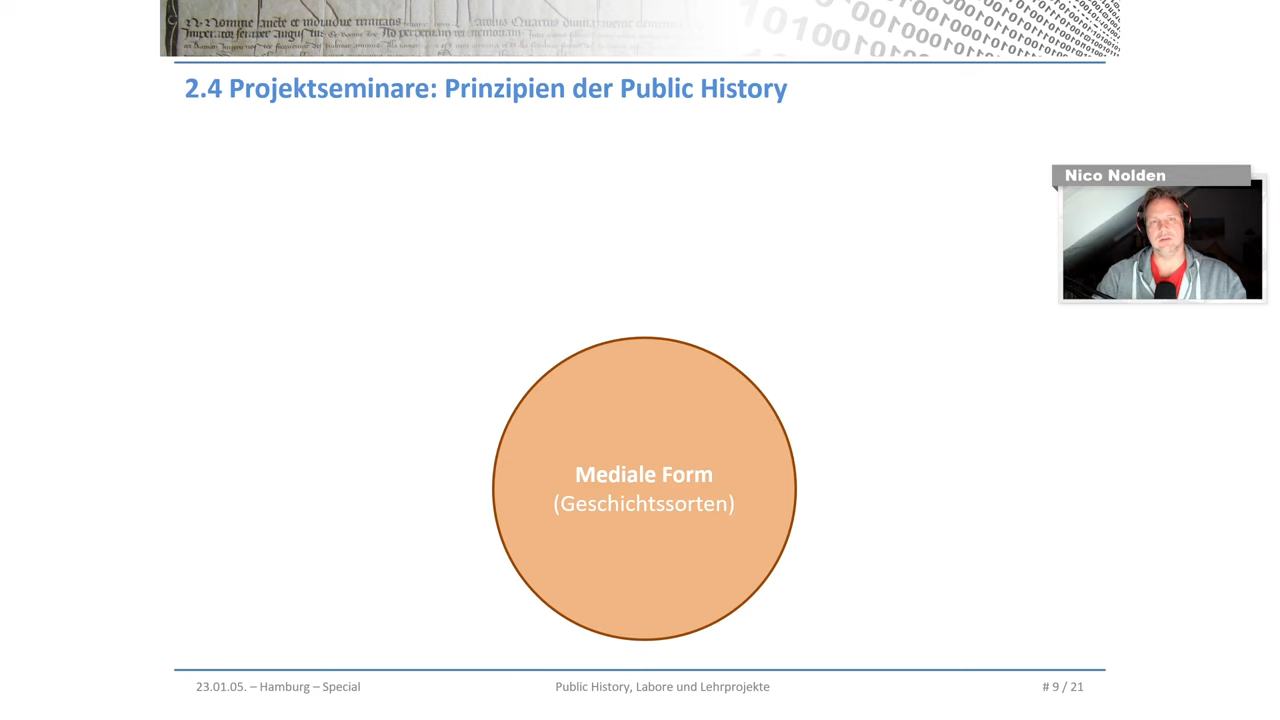 Nomine
2.4 Projektseminare: Prinzipien der Public History
Nico Nolden
Mediale Form
(Geschichtssorten)
23.01.05. – Hamburg – Special
Public History, Labore und Lehrprojekte
# 9 / 21